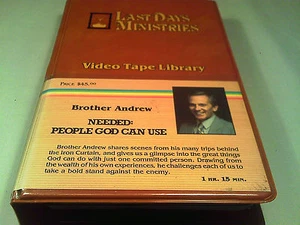 Last Days
Ministries
Video Tape Library
Price $45.00
Brother Andrew
NEEDED:
PEOPLE GOD CAN USE
Brother Andrew shares scenes from his many trips behind
the Iron Curtain, and gives us a glimpse into the great things
God can do with just one committed person. Drawing from
the wealth of his own experiences, he challenges each of us to
take a bold stand against the enemy.
1 hr. 15 min.